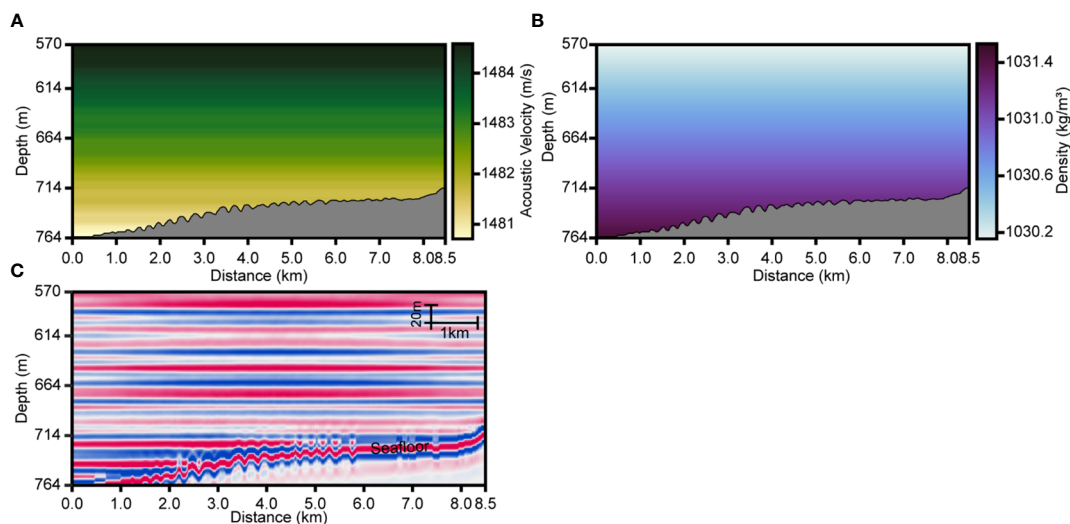 A
570
614
664
714
764
Depth (m)
0.0 1.0 2.0 3.0 4.0 5.0 6.0 7.0 8.08.5
Distance (km)
1484
1483
1482
1481
Acoustic Velocity (m/s)
B
570
614
664
714
764
Depth (m)
0.0 1.0 2.0 3.0 4.0 5.0 6.0 7.0 8.08.5
Distance (km)
1031.4
1031.0
1030.6
1030.2
Density (kg/m³)
C
570
614
664
714
764
Depth (m)
20m
1km
Seafloor
0.0 1.0 2.0 3.0 4.0 5.0 6.0 7.0 8.0 8.5
Distance (km)